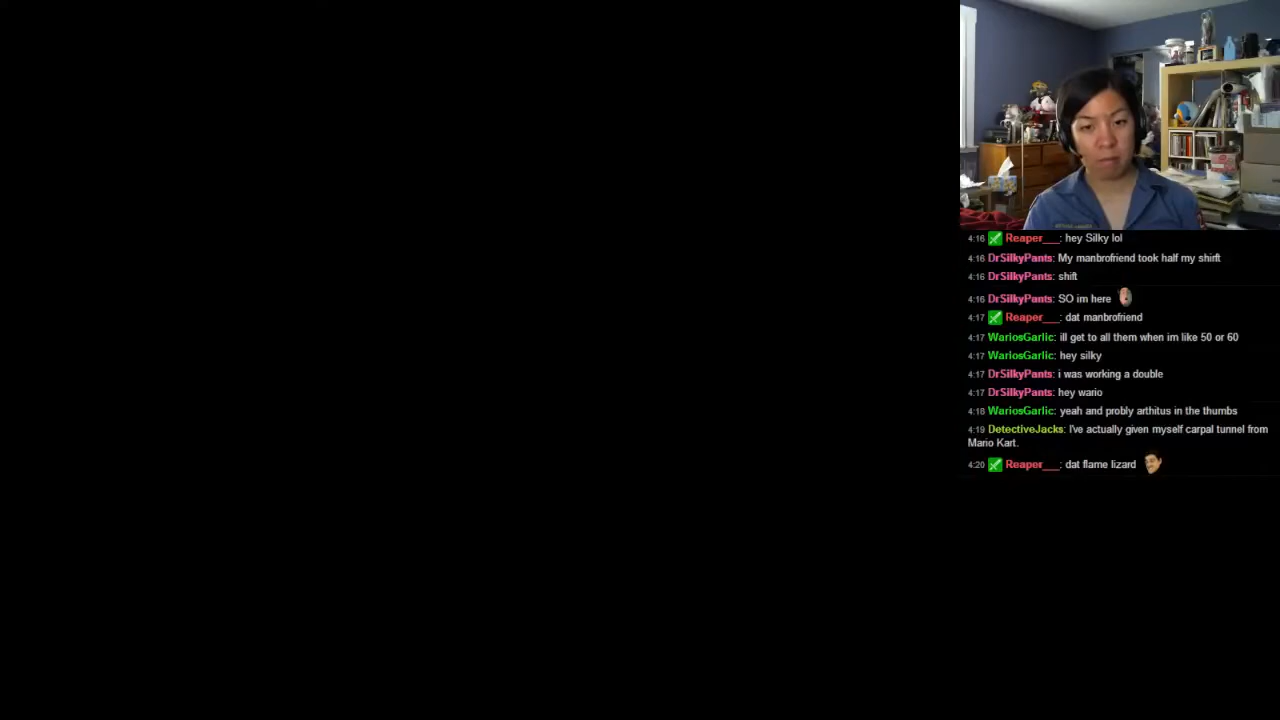 4:16 Reaper___: hey Silky lol
4:16 DrSilkyPants: My manbrofriend took half my shirft
4:16 DrSilkyPants: shift
4:16 DrSilkyPants: SO im here
4:17 Reaper___: dat manbrofriend
4:17 WariosGarlic: ill get to all them when im like 50 or 60
4:17 WariosGarlic: hey silky
4:17 DrSilkyPants: i was working a double
4:17 DrSilkyPants: hey wario
4:18 WariosGarlic: yeah and probly arthitus in the thumbs
4:19 DetectiveJacks: I've actually given myself carpal tunnel from
Mario Kart.
4:20 Reaper___: dat flame lizard